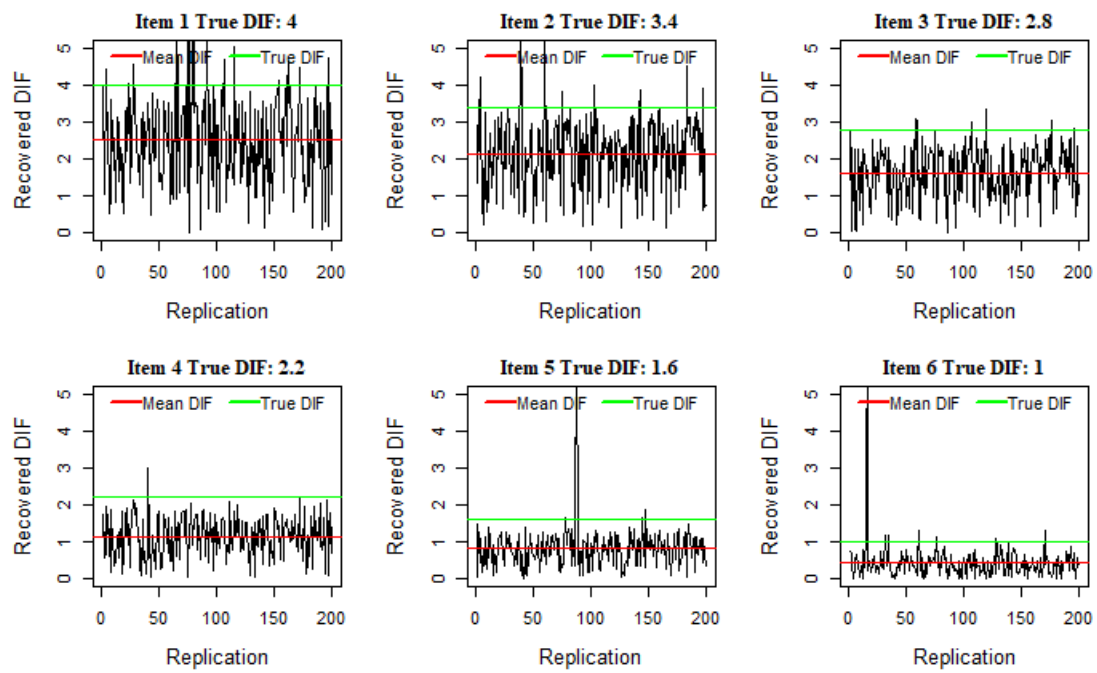 Item 1 True DIF: 4
Mean DIF True DIF
Recovered DIF
0 1 2 3 4 5
0 50 100 150 200
Replication
Item 2 True DIF: 3.4
Mean DIF True DIF
Recovered DIF
0 1 2 3 4 5
0 50 100 150 200
Replication
Item 3 True DIF: 2.8
Mean DIF True DIF
Recovered DIF
0 1 2 3 4 5
0 50 100 150 200
Replication
Item 4 True DIF: 2.2
Mean DIF True DIF
Recovered DIF
0 1 2 3 4 5
0 50 100 150 200
Replication
Item 5 True DIF: 1.6
Mean DIF True DIF
Recovered DIF
0 1 2 3 4 5
0 50 100 150 200
Replication
Item 6 True DIF: 1
Mean DIF True DIF
Recovered DIF
0 1 2 3 4 5
0 50 100 150 200
Replication